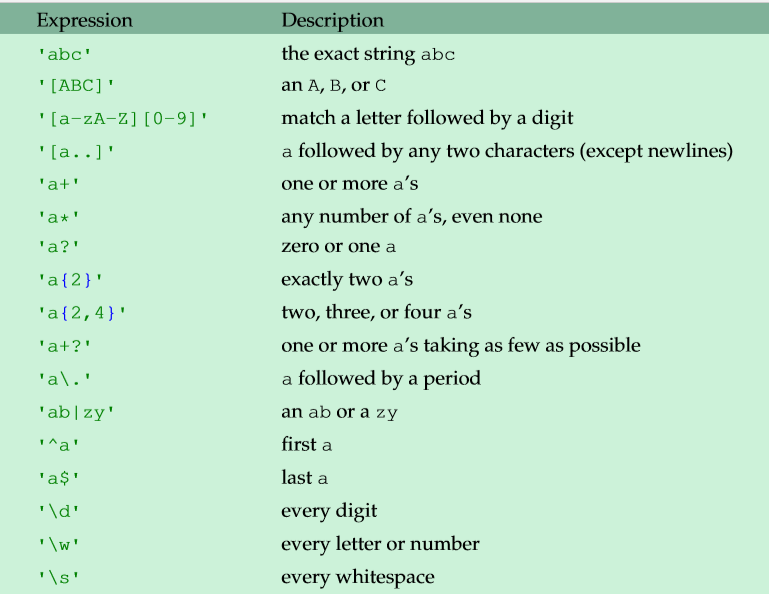 Expression Description
'abc' the exact string abc
'[ABC]' an A, B, or C
'[a-zA-Z][0-9]' match a letter followed by a digit
'[a..]' a followed by any two characters (except newlines)
'a+' one or more a's
'a*' any number of a's, even none
'a?' zero or one a
'a{2}' exactly two a's
'a{2,4}' two, three, or four a's
'a+?' one or more a's taking as few as possible
'a\.' a followed by a period
'ab|zy' an ab or a zy
'^a' first a
'a$' last a
'\d' every digit
'\w' every letter or number
'\s' every whitespace